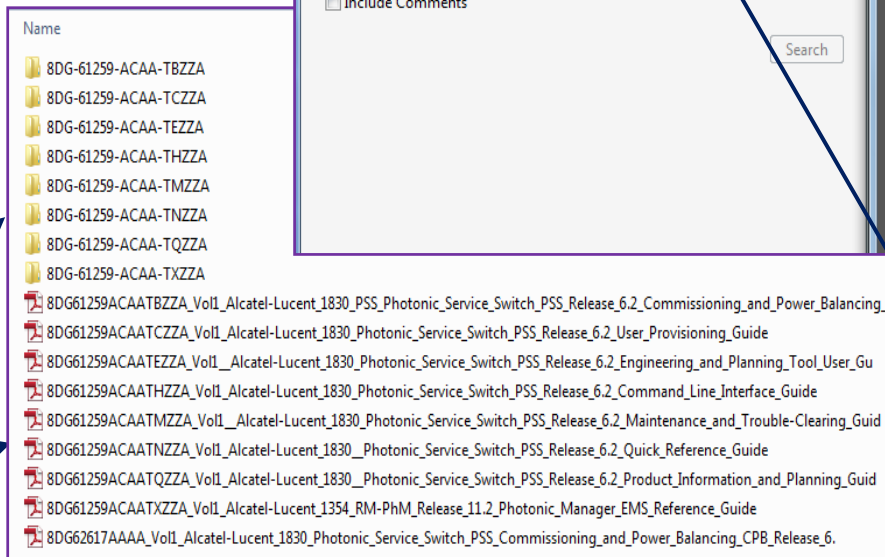 Include Comments
Search
Name
8DG-61259-ACAA-TBZZA
8DG-61259-ACAA-TCZZA
8DG-61259-ACAA-TEZZA
8DG-61259-ACAA-THZZA
8DG-61259-ACAA-TMZZA
8DG-61259-ACAA-TNZZA
8DG-61259-ACAA-TQZZA
8DG-61259-ACAA-TXZZA
8DG61259ACAATBZZA_Vol1_Alcatel-Lucent_1830_PSS_Photonic_Service_Switch_PSS_Release_6.2_Commissioning_and_Power_Balancing_
8DG61259ACAATCZZA_Vol1_Alcatel-Lucent_1830_Photonic_Service_Switch_PSS_Release_6.2_User_Provisioning_Guide
8DG61259ACAATEZZA_Vol1__Alcatel-Lucent_1830_Photonic_Service_Switch_PSS_Release_6.2_Engineering_and_Planning_Tool_User_Gu
8DG61259ACAATHZZA_Vol1_Alcatel-Lucent_1830_Photonic_Service_Switch_PSS_Release_6.2_Command_Line_Interface_Guide
8DG61259ACAATMZZA_Vol1__Alcatel-Lucent_1830_Photonic_Service_Switch_PSS_Release_6.2_Maintenance_and_Trouble-Clearing_Guid
8DG61259ACAATNZZA_Vol1_Alcatel-Lucent_1830__Photonic_Service_Switch_PSS_Release_6.2_Quick_Reference_Guide
8DG61259ACAATQZZA_Vol1_Alcatel-Lucent_1830__Photonic_Service_Switch_PSS_Release_6.2_Product_Information_and_Planning_Guid
8DG61259ACAATXZZA_Vol1_Alcatel-Lucent_1354_RM-PhM_Release_11.2_Photonic_Manager_EMS_Reference_Guide
8DG62617AAAA_Vol1_Alcatel-Lucent_1830_Photonic_Service_Switch_PSS_Commissioning_and_Power_Balancing_CPB_Release_6.